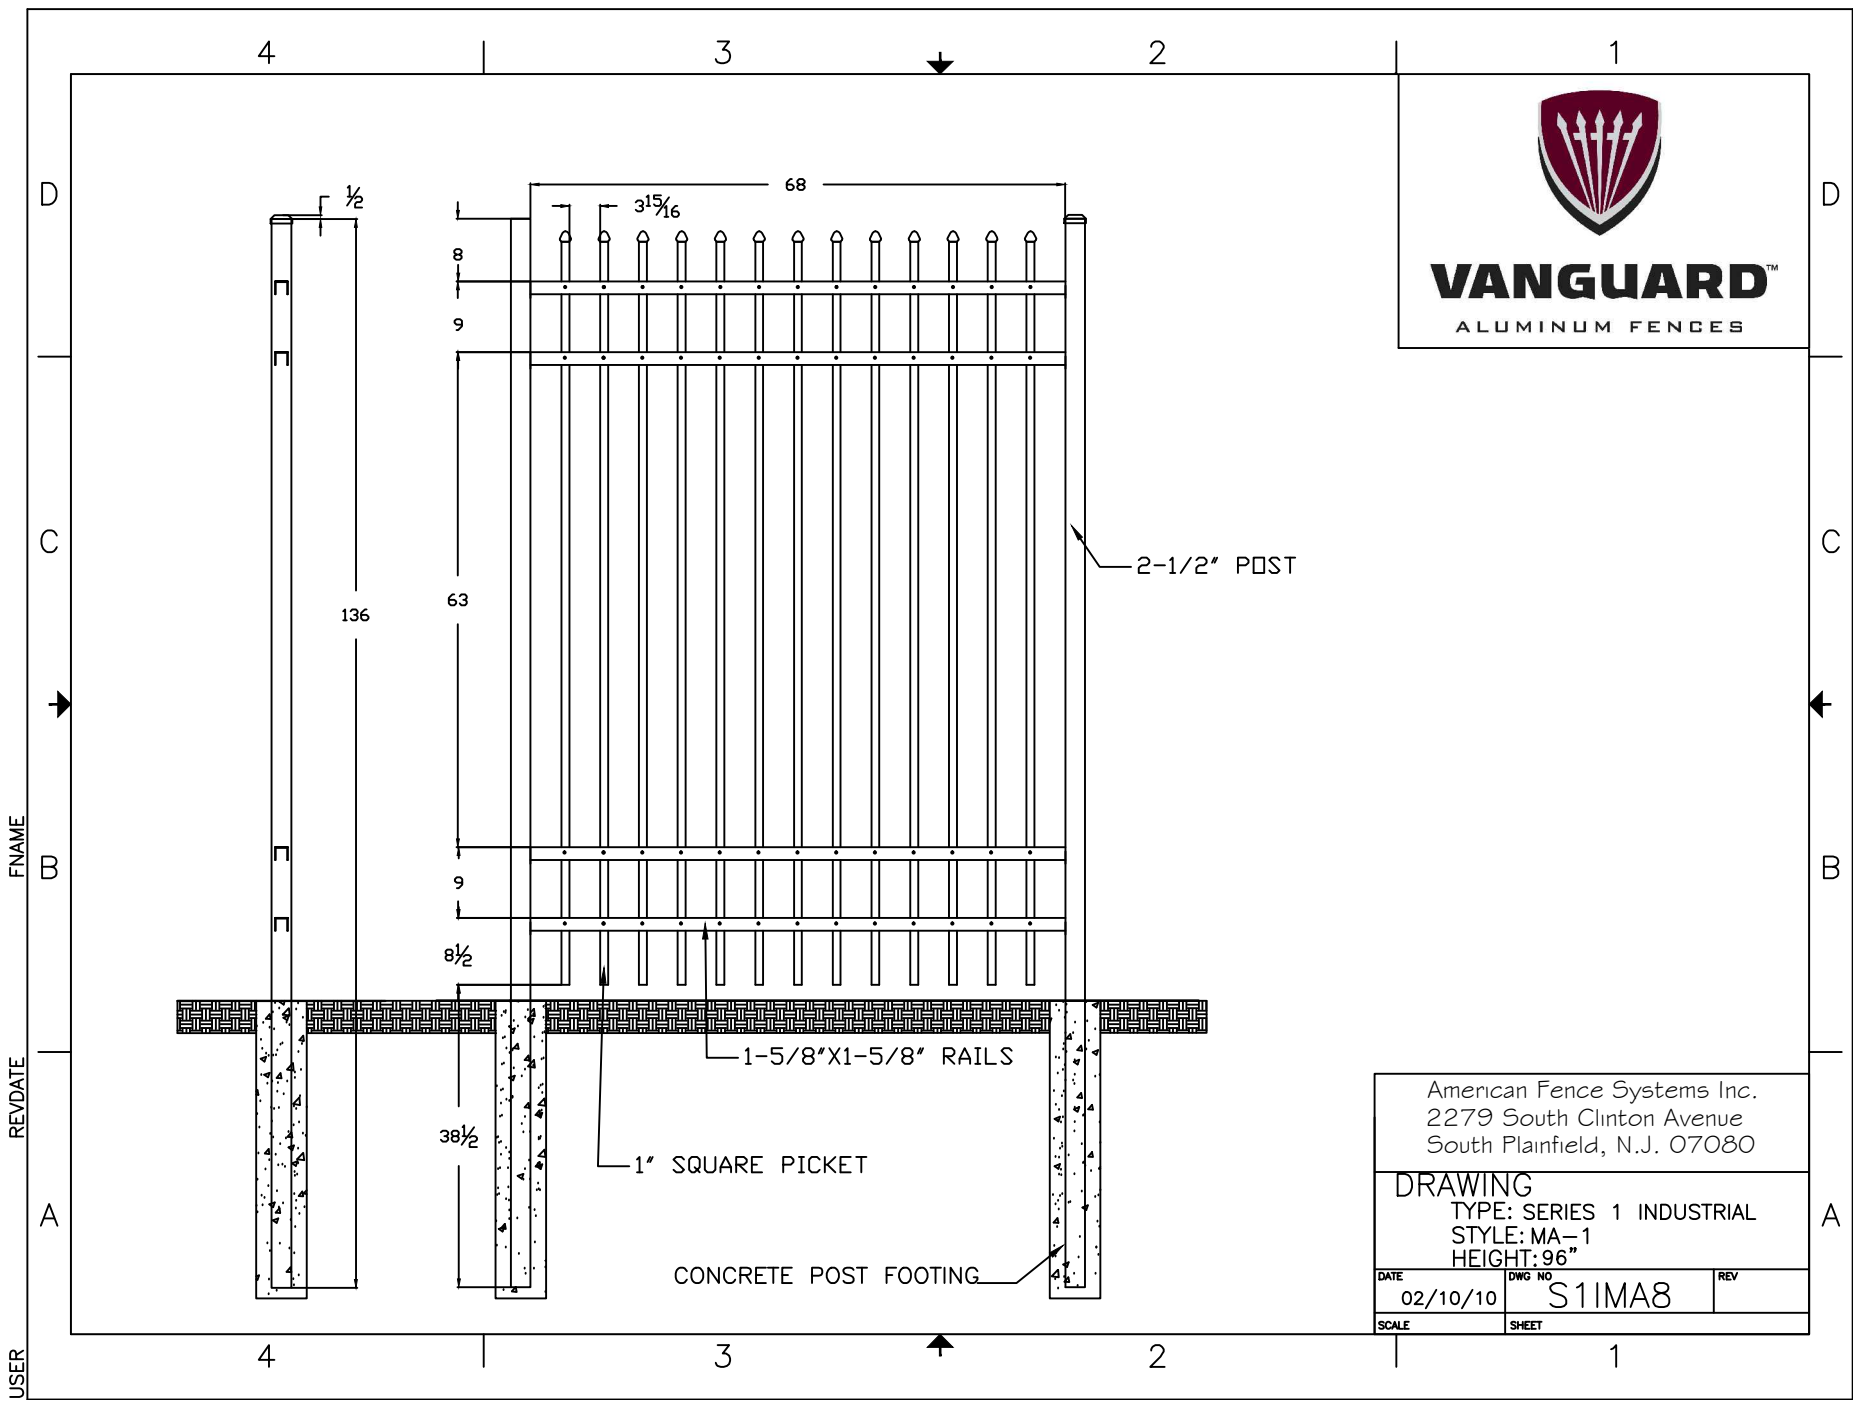 4 3 2 1
D D
C C
B B
A A
4 3 2 1
FNAME
REVDATE
USER
VANGUARD™
ALUMINUM FENCES
½
68
3 15/16
8
9
136
63
9
8½
38½
2-1/2" POST
1-5/8"X1-5/8" RAILS
1" SQUARE PICKET
CONCRETE POST FOOTING
American Fence Systems Inc.
2279 South Clinton Avenue
South Plainfield, N.J. 07080
DRAWING
TYPE: SERIES 1 INDUSTRIAL
STYLE: MA-1
HEIGHT: 96"
DATE DWG NO REV
02/10/10 S1IMA8
SCALE SHEET